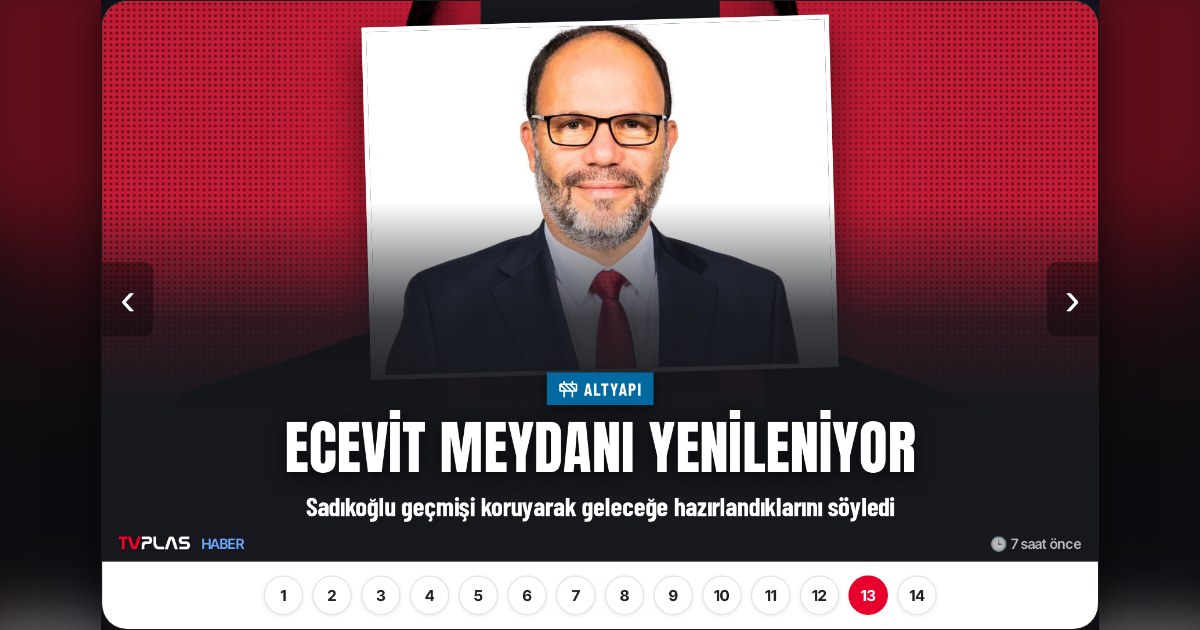 ALTYAPI
ECEVİT MEYDANI YENİLENİYOR
Sadıkoğlu geçmişi koruyarak geleceğe hazırlandıklarını söyledi
TVPLAS HABER
7 saat önce
1 2 3 4 5 6 7 8 9 10 11 12 13 14